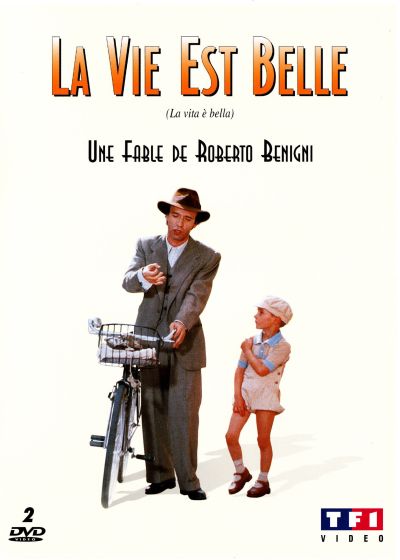 LA VIE EST BELLE
(La vita è bella)
UNE FABLE DE ROBERTO BENIGNI
2
DVD
VIDEO
TF1
VIDEO